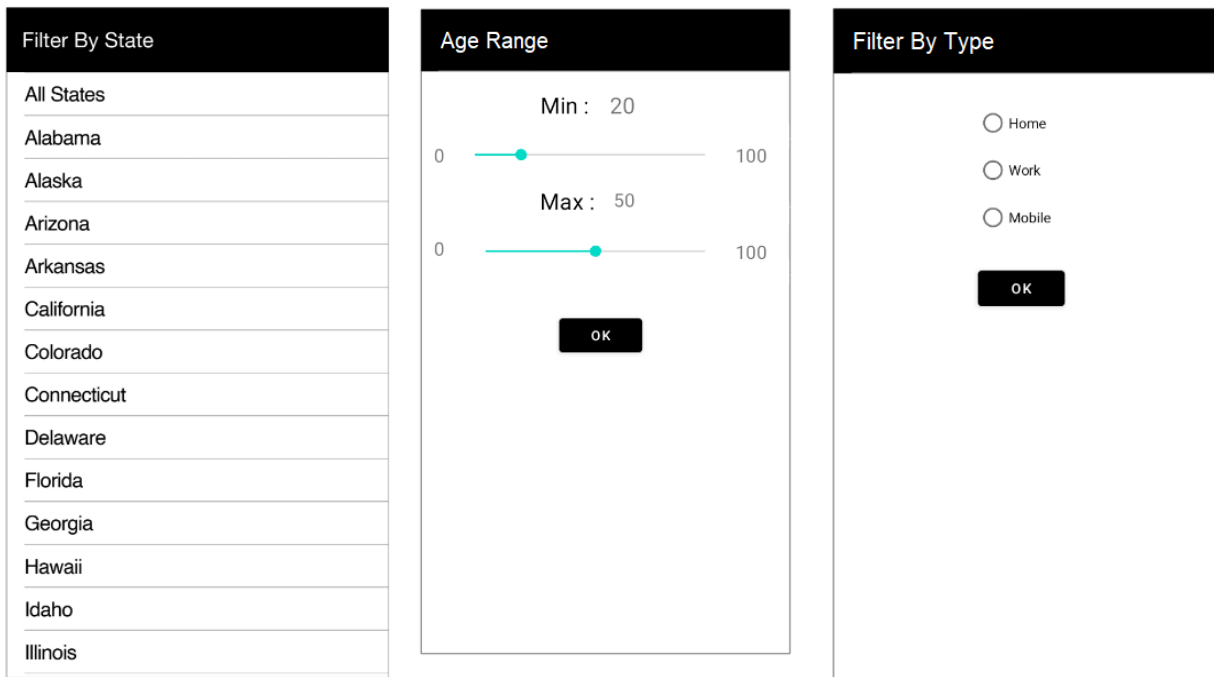 Filter By State
All States
Alabama
Alaska
Arizona
Arkansas
California
Colorado
Connecticut
Delaware
Florida
Georgia
Hawaii
Idaho
Illinois
Age Range
Min : 20
0 100
Max : 50
0 100
OK
Filter By Type
Home
Work
Mobile
OK